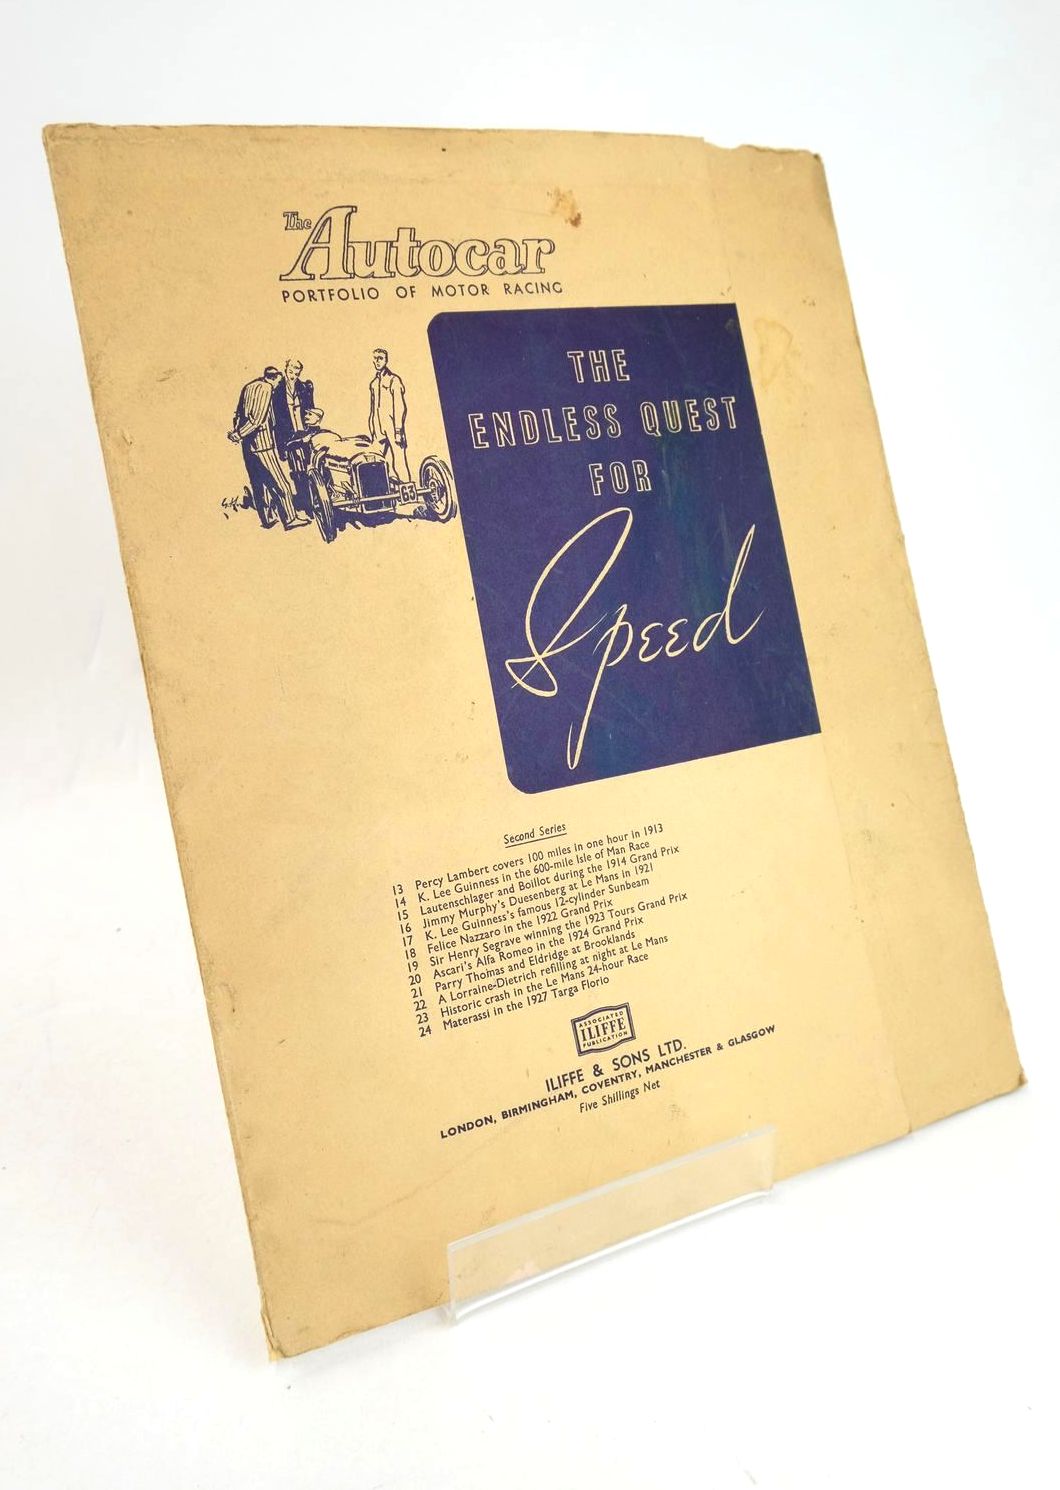 The Autocar
PORTFOLIO OF MOTOR RACING
THE
ENDLESS QUEST
FOR
Speed
63
Second Series
13 Percy Lambert covers 100 miles in one hour in 1913
14 K. Lee Guinness in the 600-mile Isle of Man Race
15 Lautenschlager and Boillot during the 1914 Grand Prix
16 Jimmy Murphy's Duesenberg at Le Mans in 1921
17 K. Lee Guinness's famous 12-cylinder Sunbeam
18 Felice Nazzaro in the 1922 Grand Prix
19 Sir Henry Segrave winning the 1923 Tours Grand Prix
20 Ascari's Alfa Romeo in the 1924 Grand Prix
21 Parry Thomas and Eldridge at Brooklands
22 A Lorraine-Dietrich refilling at night at Le Mans
23 Historic crash in the Le Mans 24-hour Race
24 Materassi in the 1927 Targa Florio
ASSOCIATED
ILIFFE
PUBLICATION
ILIFFE & SONS LTD.
LONDON, BIRMINGHAM, COVENTRY, MANCHESTER & GLASGOW
Five Shillings Net